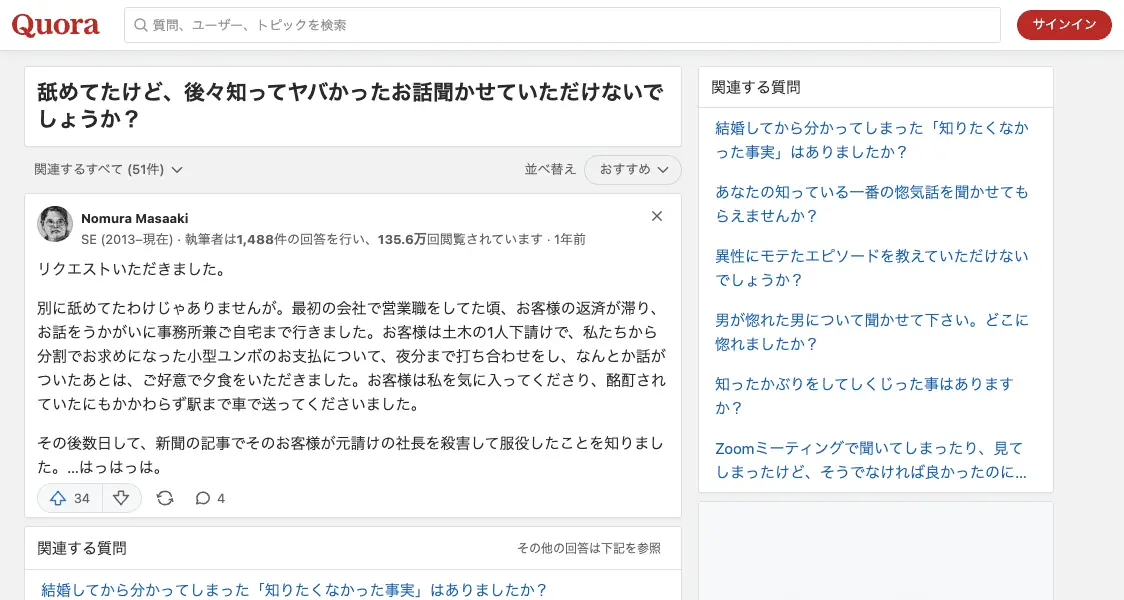 Quora
質問、ユーザー、トピックを検索
サインイン
舐めてたけど、後々知ってヤバかったお話聞かせていただけないで
しょうか？
関連するすべて (51件)
並べ替え
おすすめ
Nomura Masaaki
SE (2013–現在) · 執筆者は1,488件の回答を行い、135.6万回閲覧されています · 1年前
リクエストいただきました。
別に舐めてたわけじゃありませんが。最初の会社で営業職をしてた頃、お客様の返済が滞り、
お話をうかがいに事務所兼ご自宅まで行きました。お客様は土木の1人下請けで、私たちから
分割でお求めになった小型ユンボのお支払について、夜分まで打ち合わせをし、なんとか話が
ついたあとは、ご好意で夕食をいただきました。お客様は私を気に入ってくださり、酩酊され
ていたにもかかわらず駅まで車で送ってくださいました。
その後数日して、新聞の記事でそのお客様が元請けの社長を殺害して服役したことを知りまし
た。…はっはっは。
34
4
関連する質問
その他の回答は下記を参照
結婚してから分かってしまった「知りたくなかった事実」はありましたか？
関連する質問
結婚してから分かってしまった「知りたくなか
った事実」はありましたか？
あなたの知っている一番の惚気話を聞かせても
らえませんか？
異性にモテたエピソードを教えていただけない
でしょうか？
男が惚れた男について聞かせて下さい。どこに
惚れましたか？
知ったかぶりをしてしくじった事はあります
か？
Zoomミーティングで聞いてしまったり、見て
しまったけど、そうでなければ良かったのに...